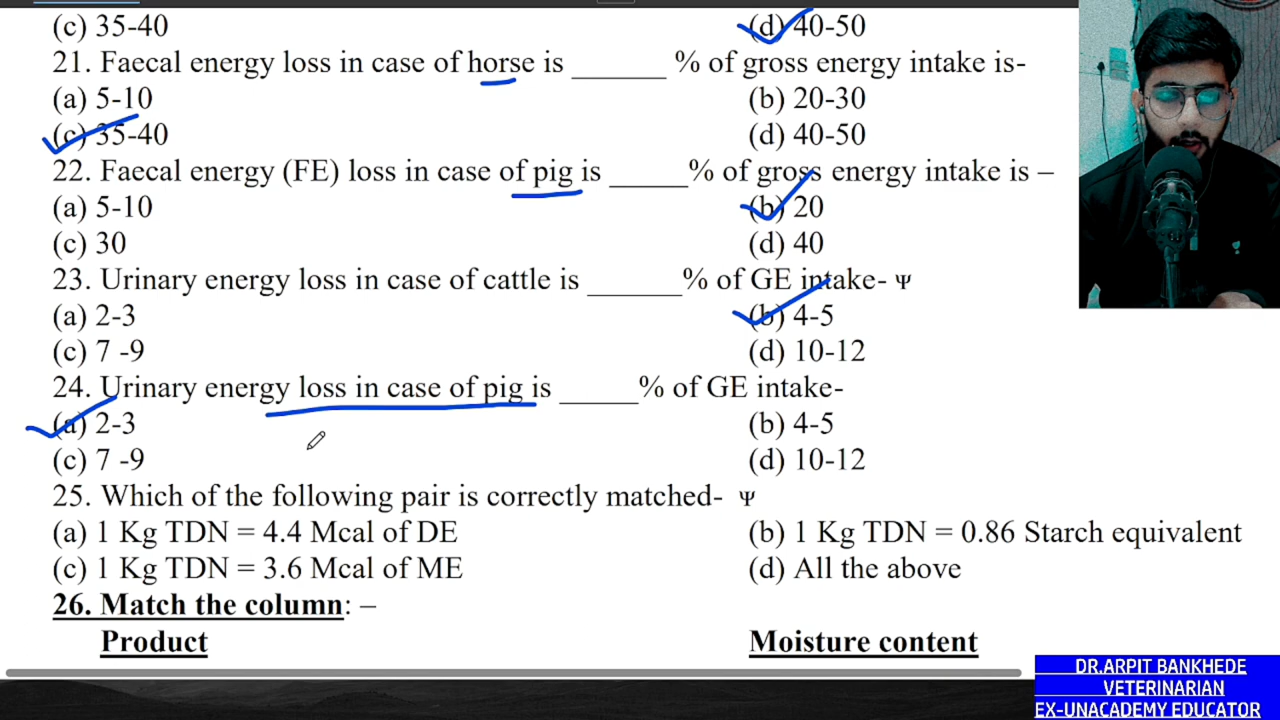 (c) 35-40 (d) 40-50
21. Faecal energy loss in case of horse is ______ % of gross energy intake is-
(a) 5-10 (b) 20-30
(c) 35-40 (d) 40-50
22. Faecal energy (FE) loss in case of pig is _____% of gross energy intake is –
(a) 5-10 (b) 20
(c) 30 (d) 40
23. Urinary energy loss in case of cattle is ______% of GE intake- Ψ
(a) 2-3 (b) 4-5
(c) 7 -9 (d) 10-12
24. Urinary energy loss in case of pig is _____% of GE intake-
(a) 2-3 (b) 4-5
(c) 7 -9 (d) 10-12
25. Which of the following pair is correctly matched- Ψ
(a) 1 Kg TDN = 4.4 Mcal of DE (b) 1 Kg TDN = 0.86 Starch equivalent
(c) 1 Kg TDN = 3.6 Mcal of ME (d) All the above
26. Match the column: –
Product Moisture content
DR.ARPIT BANKHEDE
VETERINARIAN
EX-UNACADEMY EDUCATOR